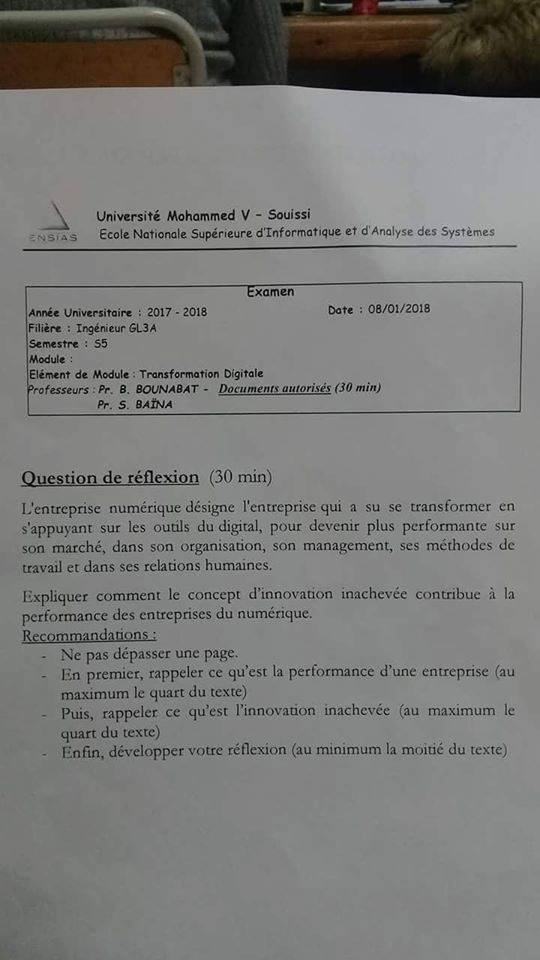 Université Mohammed V - Souissi
ENSIAS
Ecole Nationale Supérieure d'Informatique et d'Analyse des Systèmes
Examen
Année Universitaire : 2017 - 2018
Date : 08/01/2018
Filière : Ingénieur GL3A
Semestre : S5
Module :
Elément de Module : Transformation Digitale
Professeurs : Pr. B. BOUNABAT - Documents autorisés (30 min)
Pr. S. BAÏNA
Question de réflexion (30 min)
L'entreprise numérique désigne l'entreprise qui a su se transformer en
s'appuyant sur les outils du digital, pour devenir plus performante sur
son marché, dans son organisation, son management, ses méthodes de
travail et dans ses relations humaines.
Expliquer comment le concept d'innovation inachevée contribue à la
performance des entreprises du numérique.
Recommandations :
- Ne pas dépasser une page.
- En premier, rappeler ce qu'est la performance d'une entreprise (au
maximum le quart du texte)
- Puis, rappeler ce qu'est l'innovation inachevée (au maximum le
quart du texte)
- Enfin, développer votre réflexion (au minimum la moitié du texte)